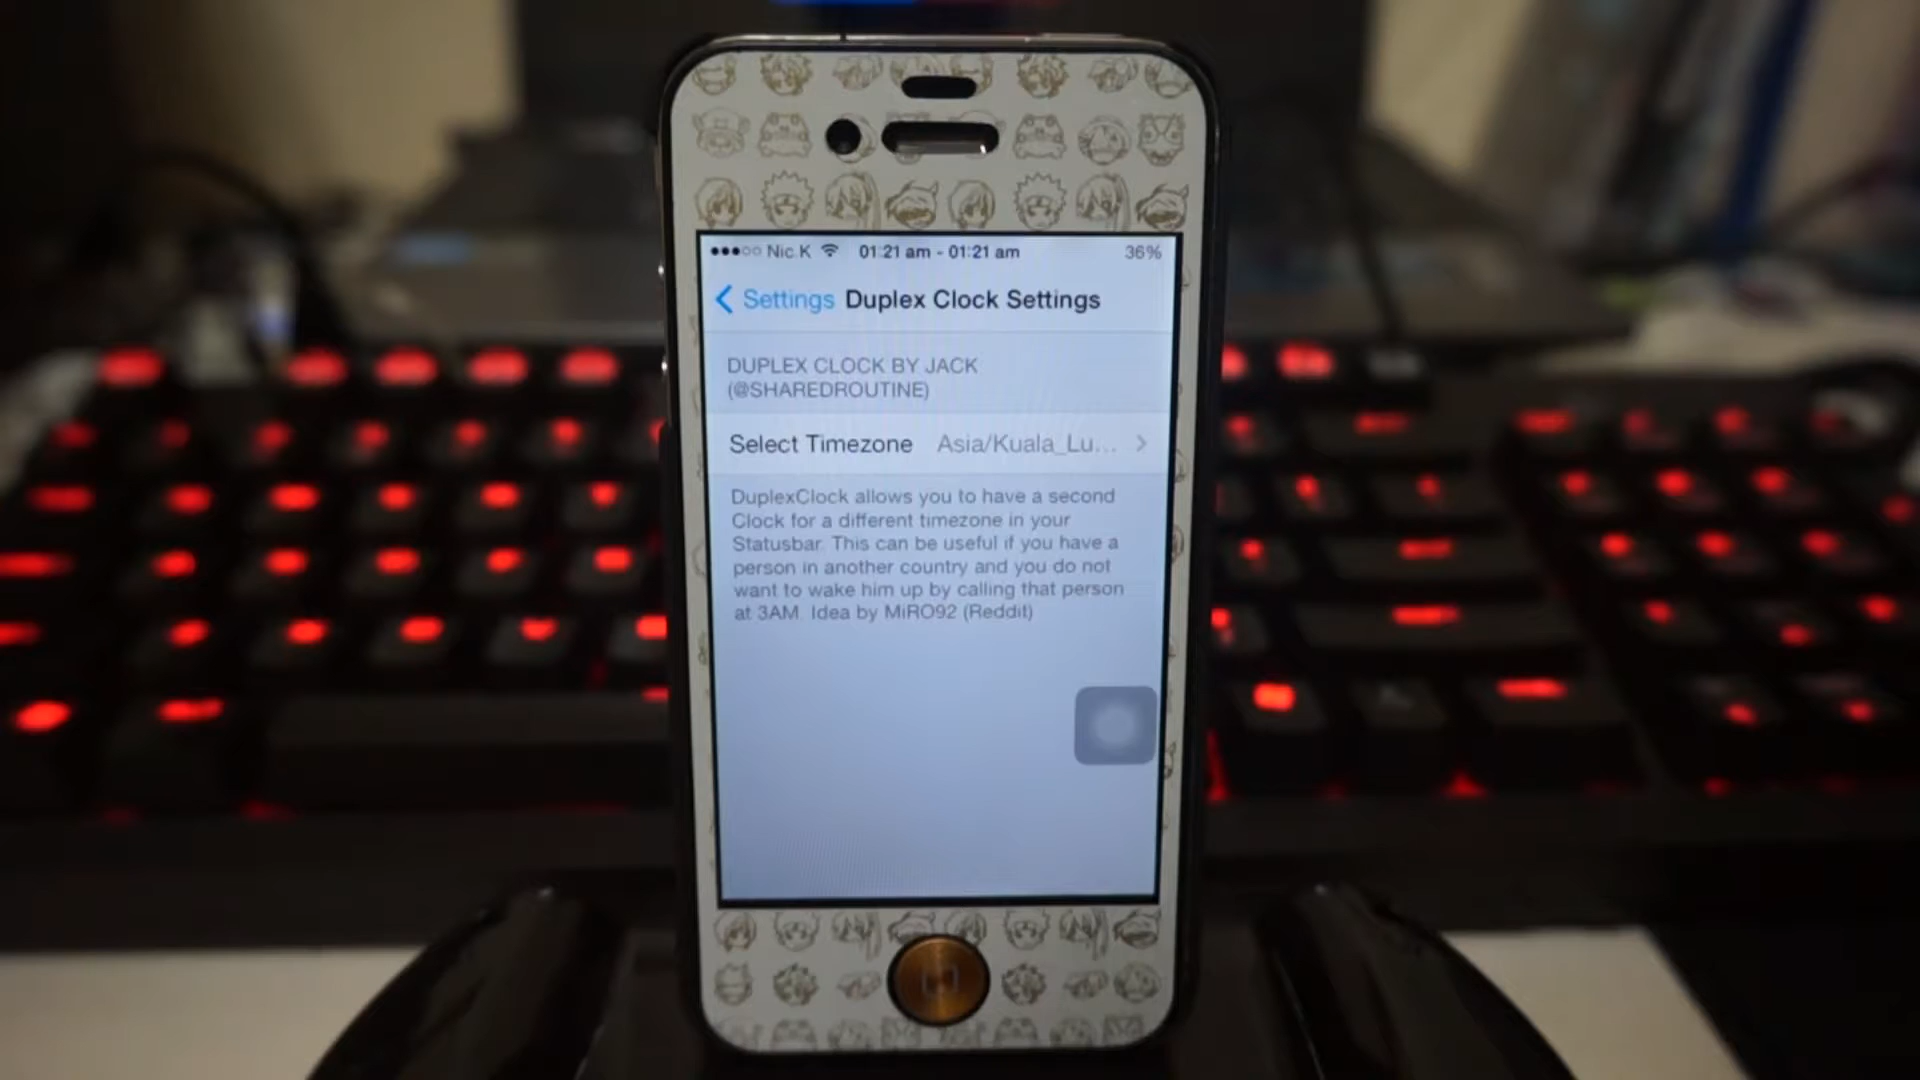 Nic.K 01:21 am - 01:21 am 36%
Settings Duplex Clock Settings
DUPLEX CLOCK BY JACK
(@SHAREDROUTINE)
Select Timezone Asia/Kuala_Lu...
DuplexClock allows you to have a second
Clock for a different timezone in your
Statusbar. This can be useful if you have a
person in another country and you do not
want to wake him up by calling that person
at 3AM. Idea by MiRO92 (Reddit)